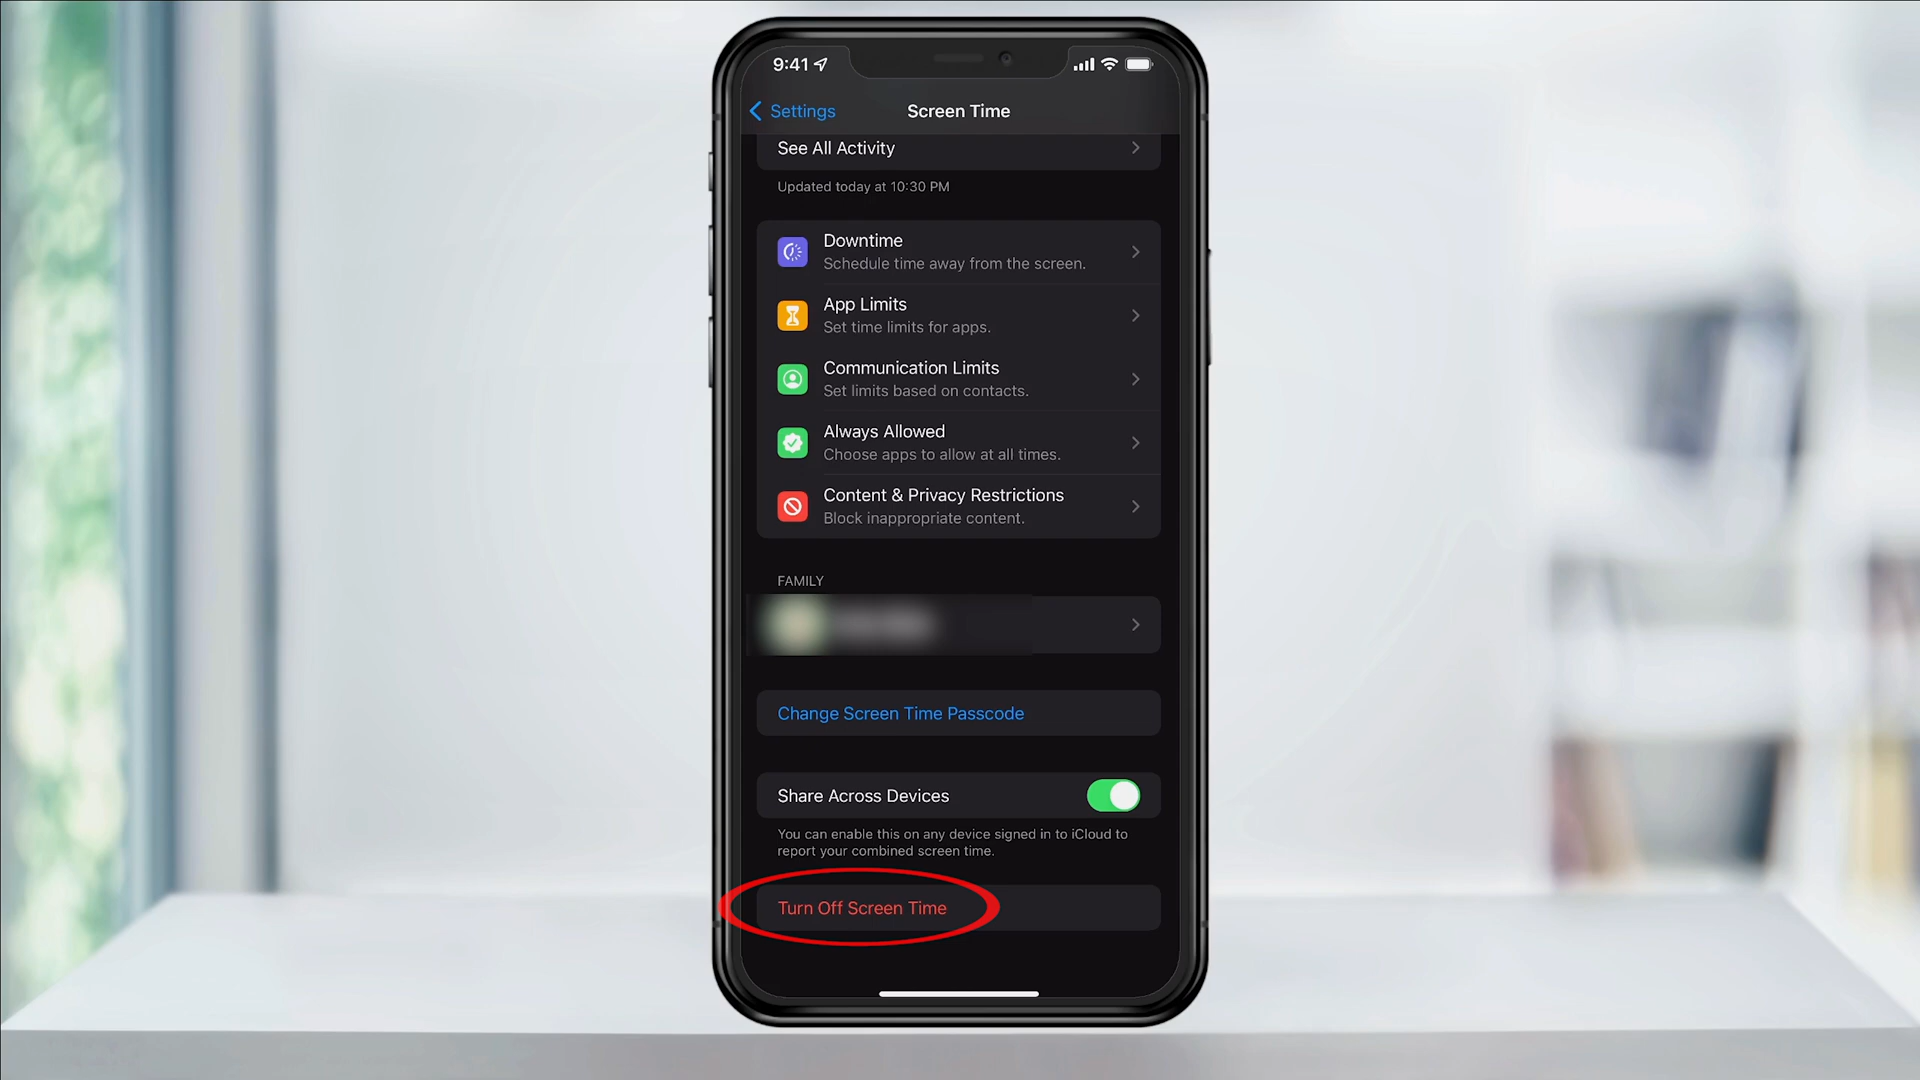 9:41
Settings
Screen Time
See All Activity
Updated today at 10:30 PM
Downtime
Schedule time away from the screen.
App Limits
Set time limits for apps.
Communication Limits
Set limits based on contacts.
Always Allowed
Choose apps to allow at all times.
Content & Privacy Restrictions
Block inappropriate content.
FAMILY
Change Screen Time Passcode
Share Across Devices
You can enable this on any device signed in to iCloud to
report your combined screen time.
Turn Off Screen Time